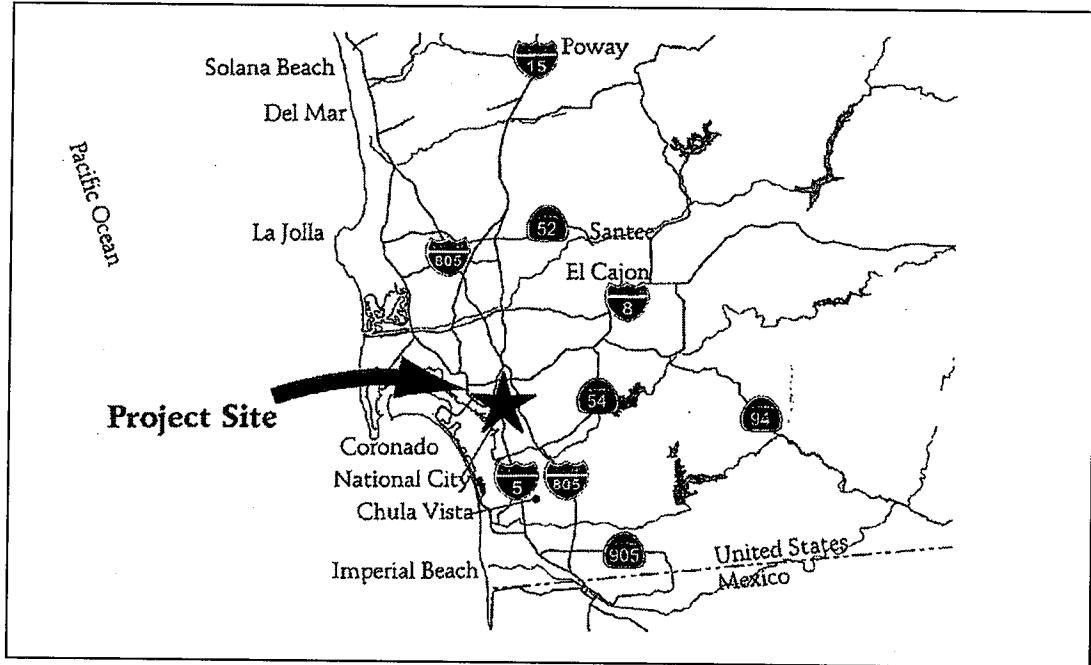 Poway
15
Solana Beach
Del Mar
Pacific Ocean
La Jolla
52
Santee
805
El Cajon
8
Project Site
54
94
Coronado
National City
5
805
Chula Vista
905
United States
Imperial Beach
Mexico